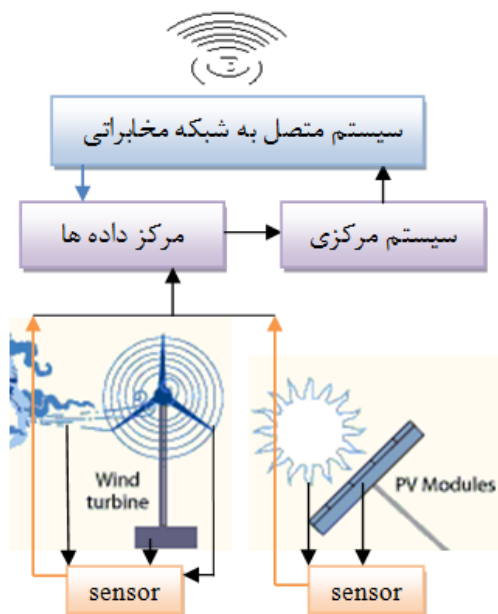 سیستم متصل به شبکه مخابراتی
مرکز داده ها
سیستم مرکزی
Wind
turbine
PV Modules
sensor
sensor